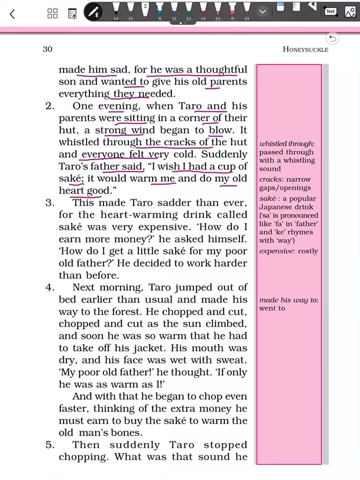 30
HONEYSUCKLE
made him sad, for he was a thoughtful
son and wanted to give his old parents
everything they needed.
2. One evening, when Taro and his
parents were sitting in a corner of their
hut, a strong wind began to blow. It
whistled through the cracks of the hut
and everyone felt very cold. Suddenly
Taro's father said, "I wish I had a cup of
saké; it would warm me and do my old
heart good."
3. This made Taro sadder than ever,
for the heart-warming drink called
saké was very expensive. 'How do I
earn more money?' he asked himself.
'How do I get a little saké for my poor
old father?' He decided to work harder
than before.
4. Next morning, Taro jumped out of
bed earlier than usual and made his
way to the forest. He chopped and cut,
chopped and cut as the sun climbed,
and soon he was so warm that he had
to take off his jacket. His mouth was
dry, and his face was wet with sweat.
'My poor old father!' he thought. 'If only
he was as warm as I!'
And with that he began to chop even
faster, thinking of the extra money he
must earn to buy the saké to warm the
old man's bones.
5. Then suddenly Taro stopped
chopping. What was that sound he
whistled through:
passed through
with a whistling
sound
cracks: narrow
gaps/openings
saké : a popular
Japanese drink
('sa' is pronounced
like 'fa' in 'father'
and 'ke' rhymes
with 'way')
expensive: costly
made his way to:
went to